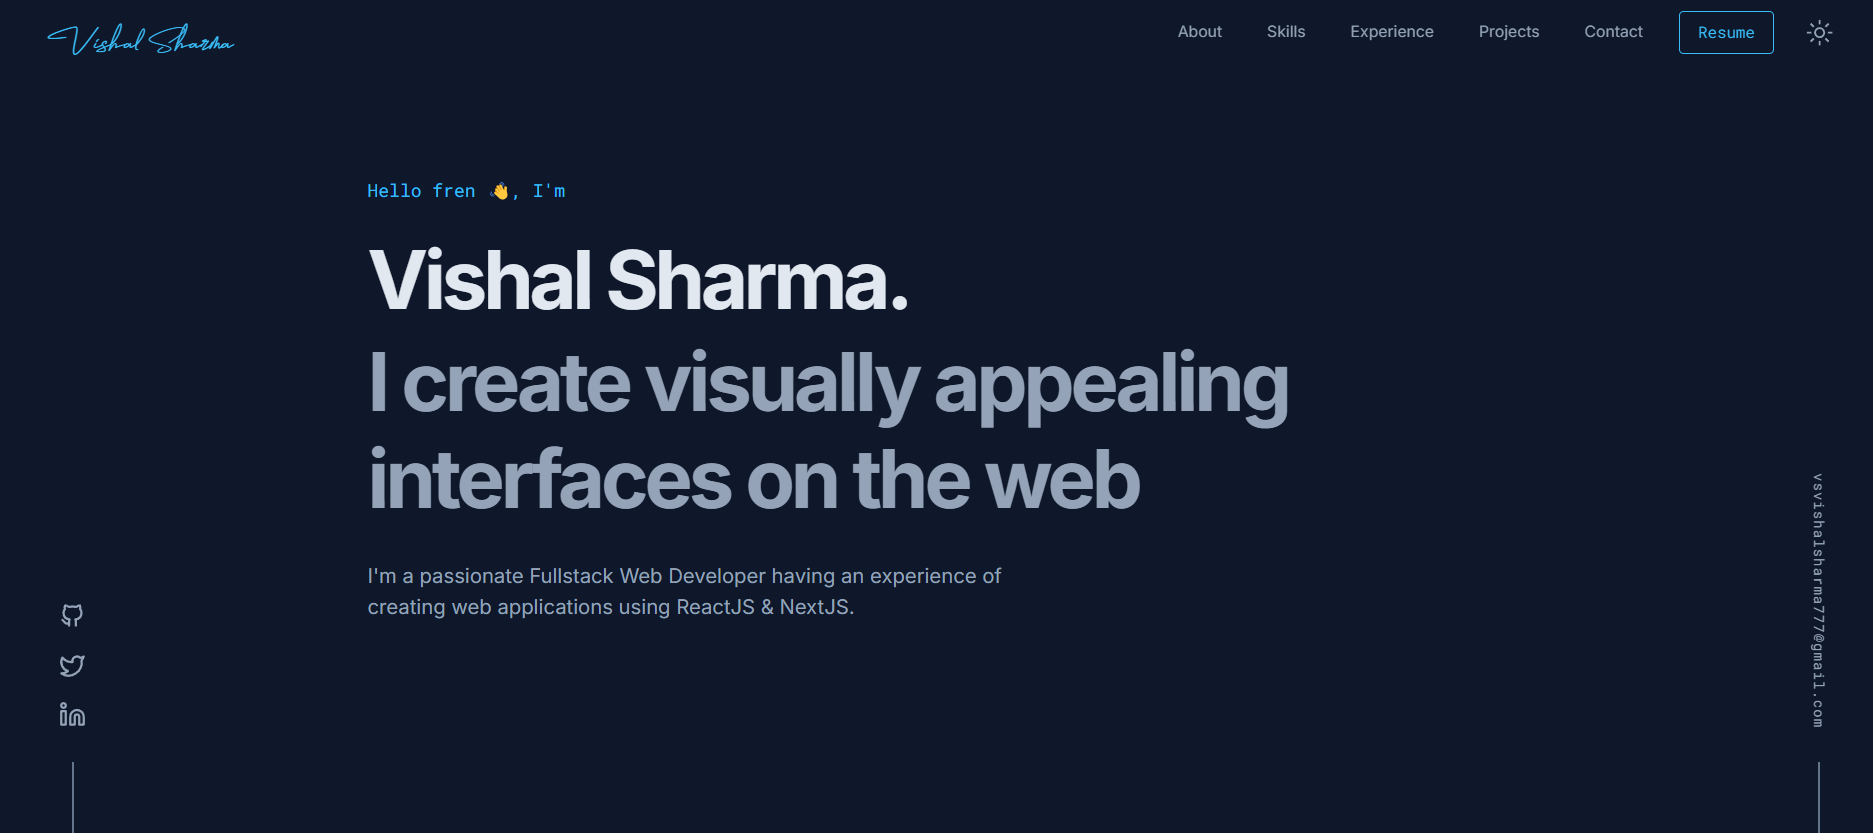 Vishal Sharma
About
Skills
Experience
Projects
Contact
Resume
Hello fren 👋, I'm
Vishal Sharma.
I create visually appealing
interfaces on the web
I'm a passionate Fullstack Web Developer having an experience of
creating web applications using ReactJS & NextJS.
vsvishalsharma777@gmail.com